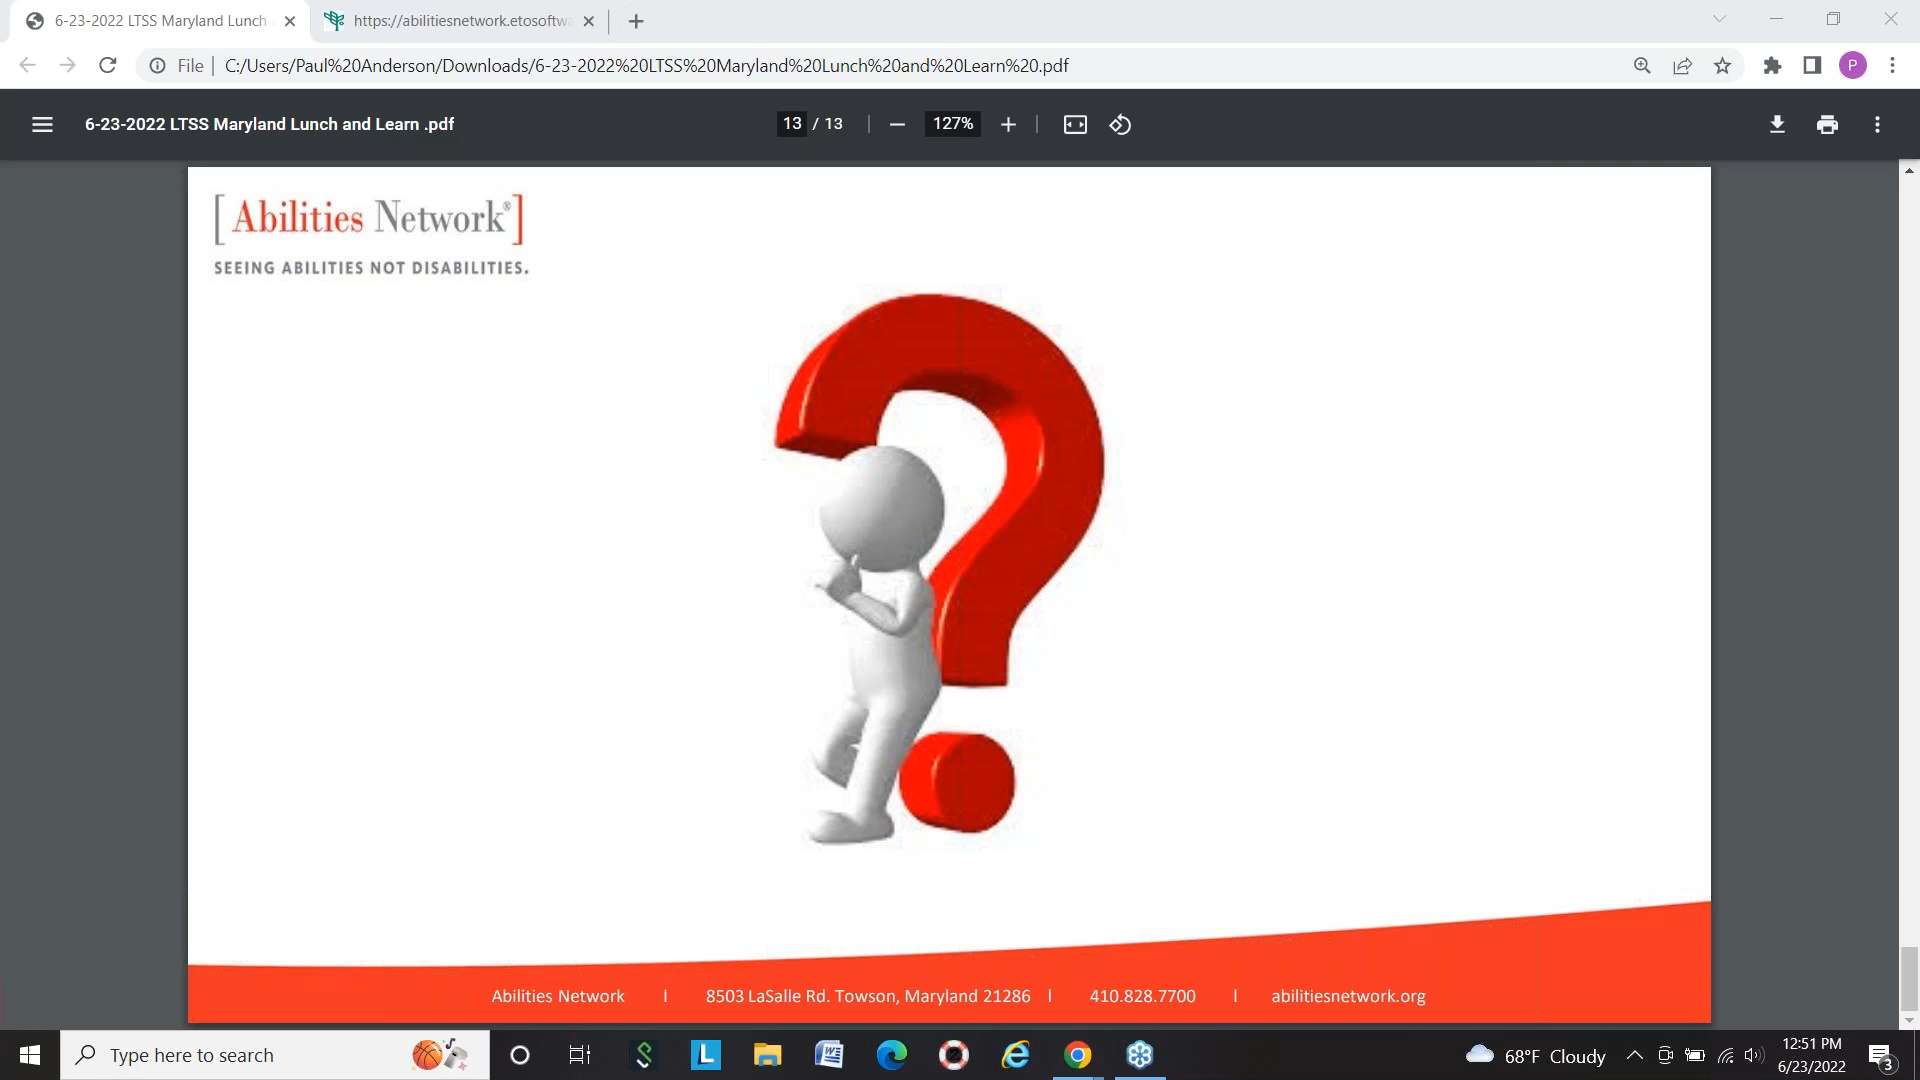 6-23-2022 LTSS Maryland Lunch
https://abilitiesnetwork.etosoftwa
File
C:/Users/Paul%20Anderson/Downloads/6-23-2022%20LTSS%20Maryland%20Lunch%20and%20Learn%20.pdf
P
6-23-2022 LTSS Maryland Lunch and Learn .pdf
13 / 13
127%
[ Abilities Network® ]
SEEING ABILITIES NOT DISABILITIES.
?
Abilities Network | 8503 LaSalle Rd. Towson, Maryland 21286 | 410.828.7700 | abilitiesnetwork.org
Type here to search
L
68°F Cloudy
12:51 PM
6/23/2022
3